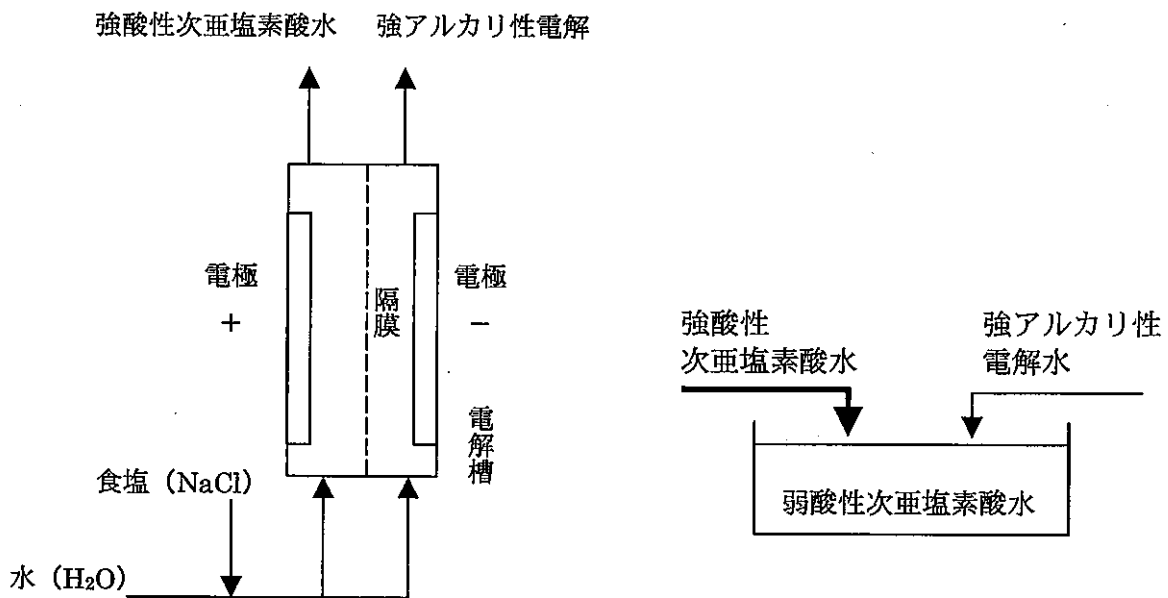 強酸性次亜塩素酸水 強アルカリ性電解
電極
+
隔膜
電極
−
電解槽
食塩（NaCl）
水（H₂O）
強酸性
次亜塩素酸水
強アルカリ性
電解水
弱酸性次亜塩素酸水